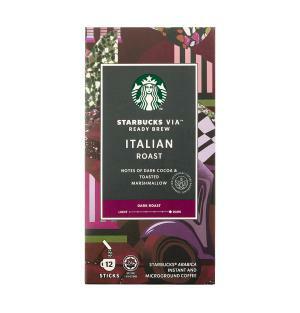 STARBUCKS VIA™
READY BREW
ITALIAN
ROAST
NOTES OF DARK COCOA &
TOASTED
MARSHMALLOW
DARK ROAST
LIGHT DARK
12
STICKS
STARBUCKS® ARABICA
INSTANT AND
MICROGROUND COFFEE